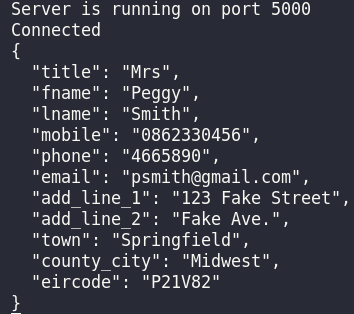 Server is running on port 5000
Connected
{
  "title": "Mrs",
  "fname": "Peggy",
  "lname": "Smith",
  "mobile": "0862330456",
  "phone": "4665890",
  "email": "psmith@gmail.com",
  "add_line_1": "123 Fake Street",
  "add_line_2": "Fake Ave.",
  "town": "Springfield",
  "county_city": "Midwest",
  "eircode": "P21V82"
}